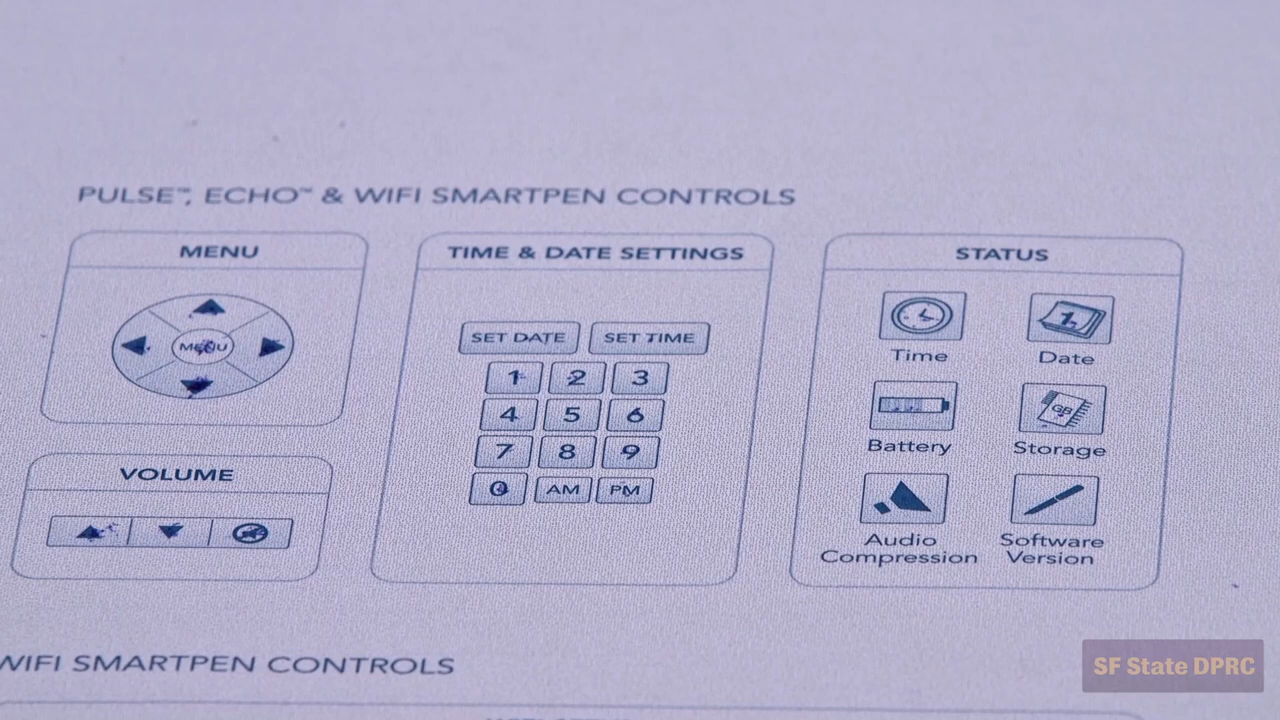 PULSE™, ECHO™ & WIFI SMARTPEN CONTROLS
MENU
MENU
VOLUME
TIME & DATE SETTINGS
SET DATE SET TIME
1 2 3
4 5 6
7 8 9
0 AM PM
STATUS
Time Date
1
GB
Battery Storage
Audio
Compression
Software
Version
WIFI SMARTPEN CONTROLS
SF State DPRC